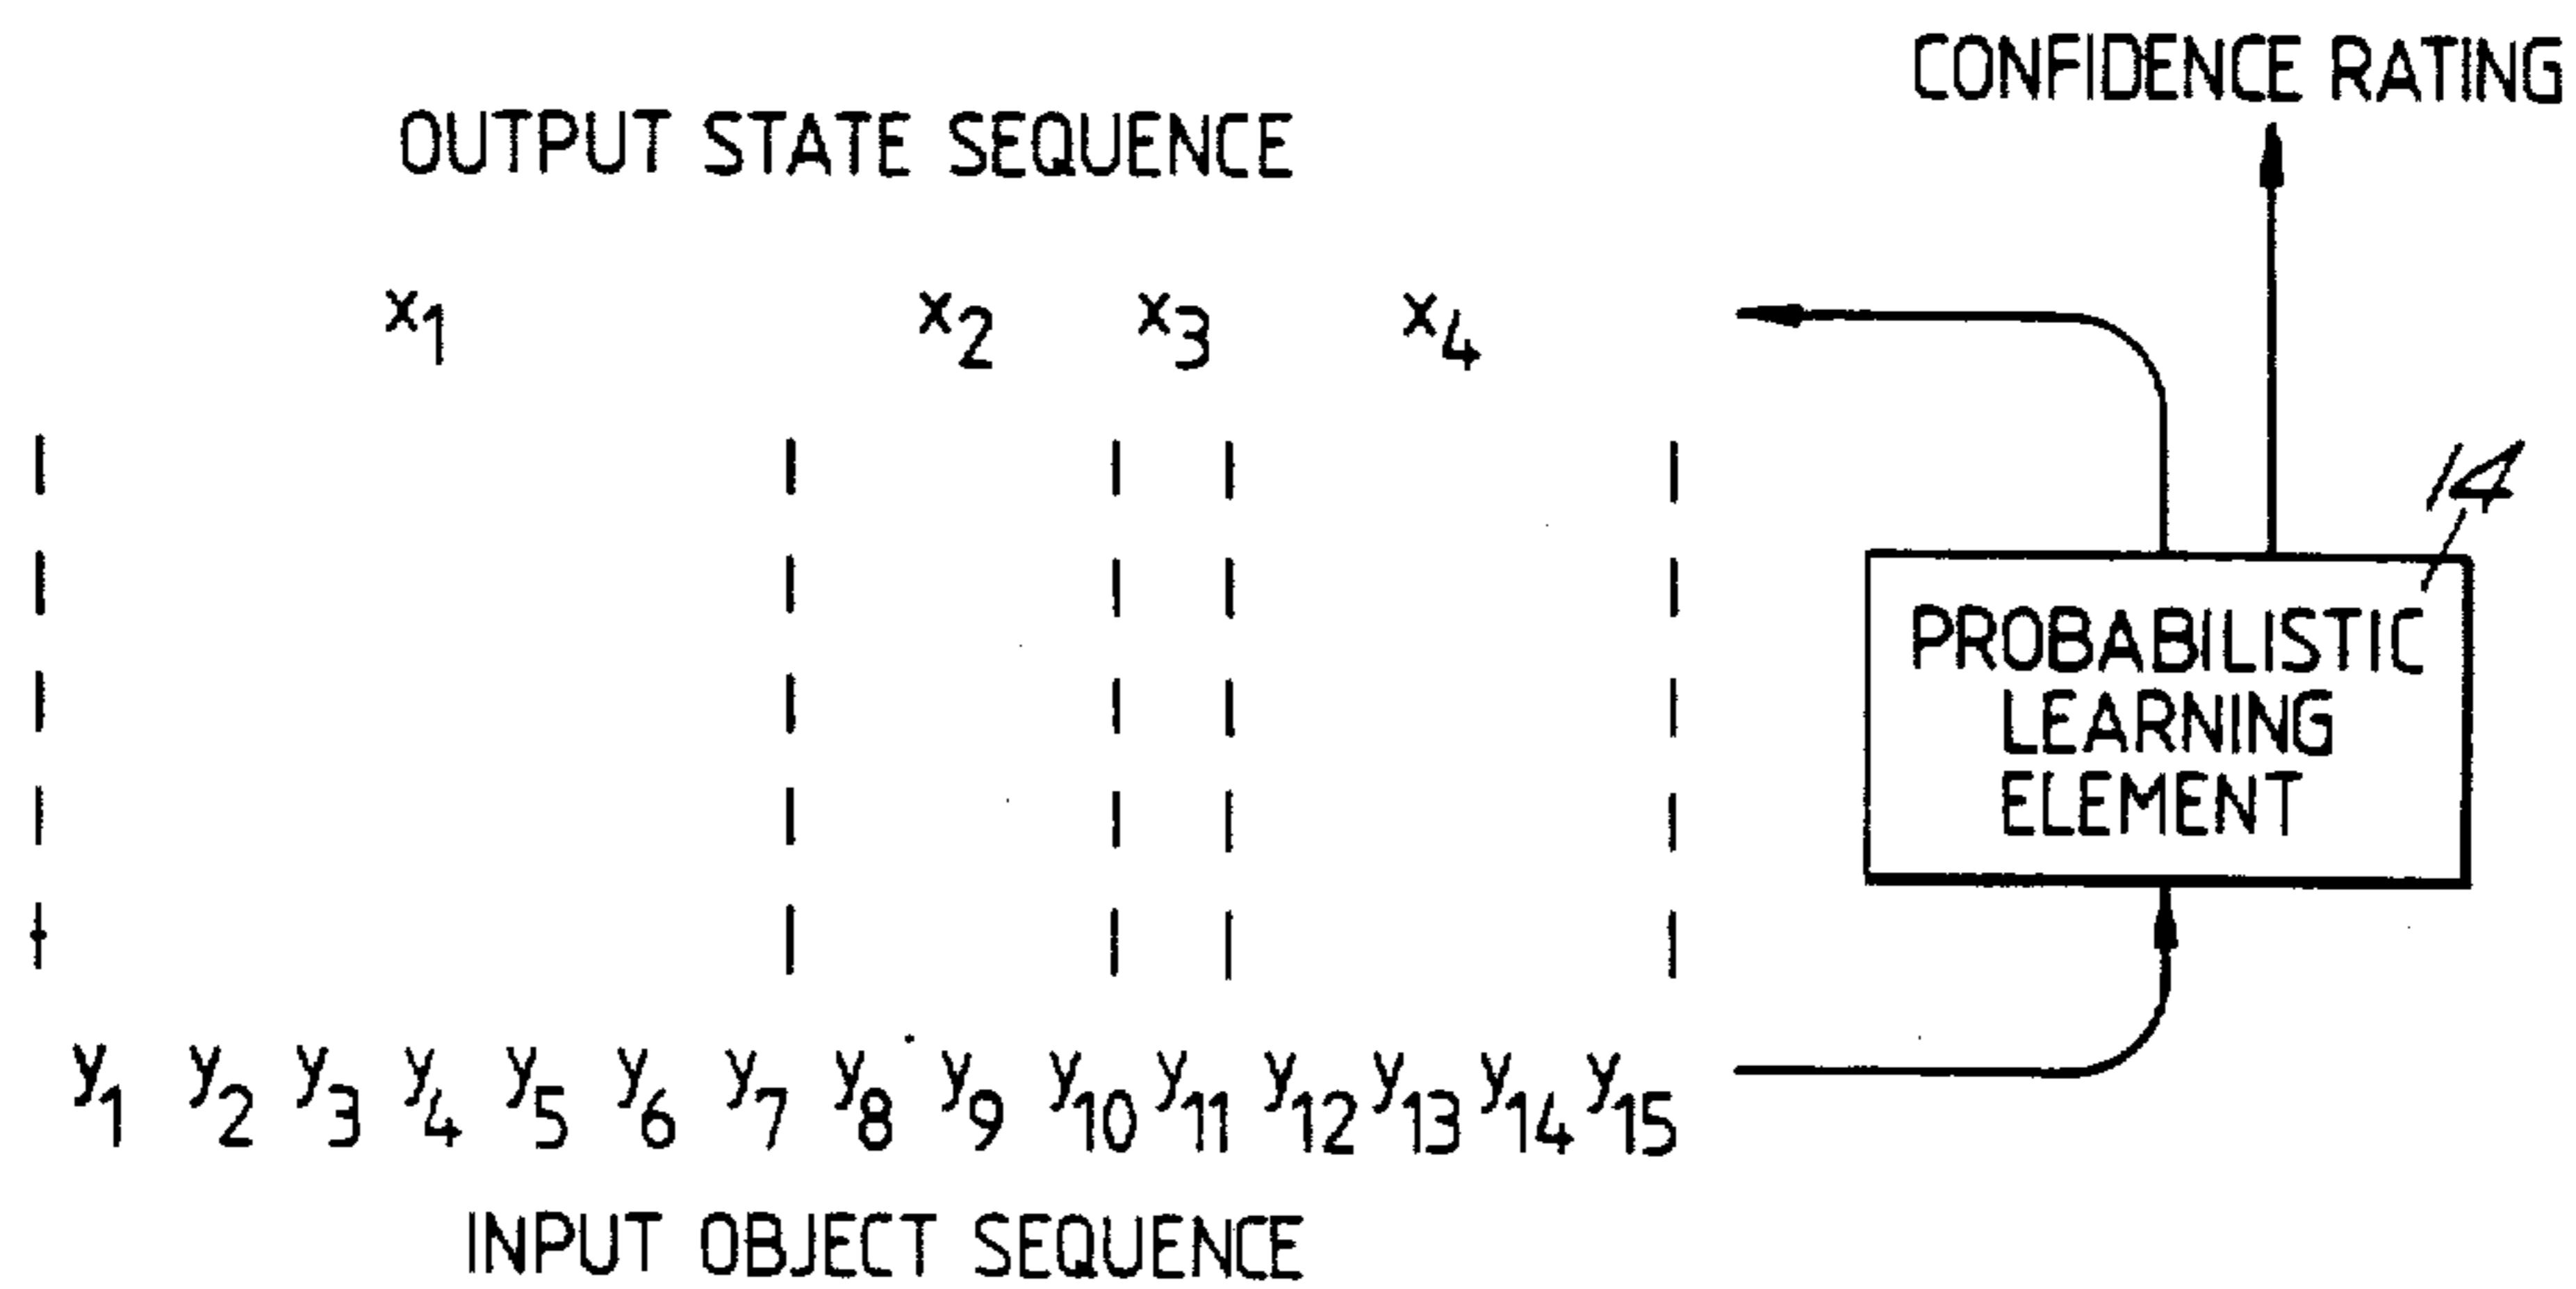 CONFIDENCE RATING
OUTPUT STATE SEQUENCE
x1 x2 x3 x4
14
PROBABILISTIC
LEARNING
ELEMENT
y1 y2 y3 y4 y5 y6 y7 y8 y9 y10 y11 y12 y13 y14 y15
INPUT OBJECT SEQUENCE